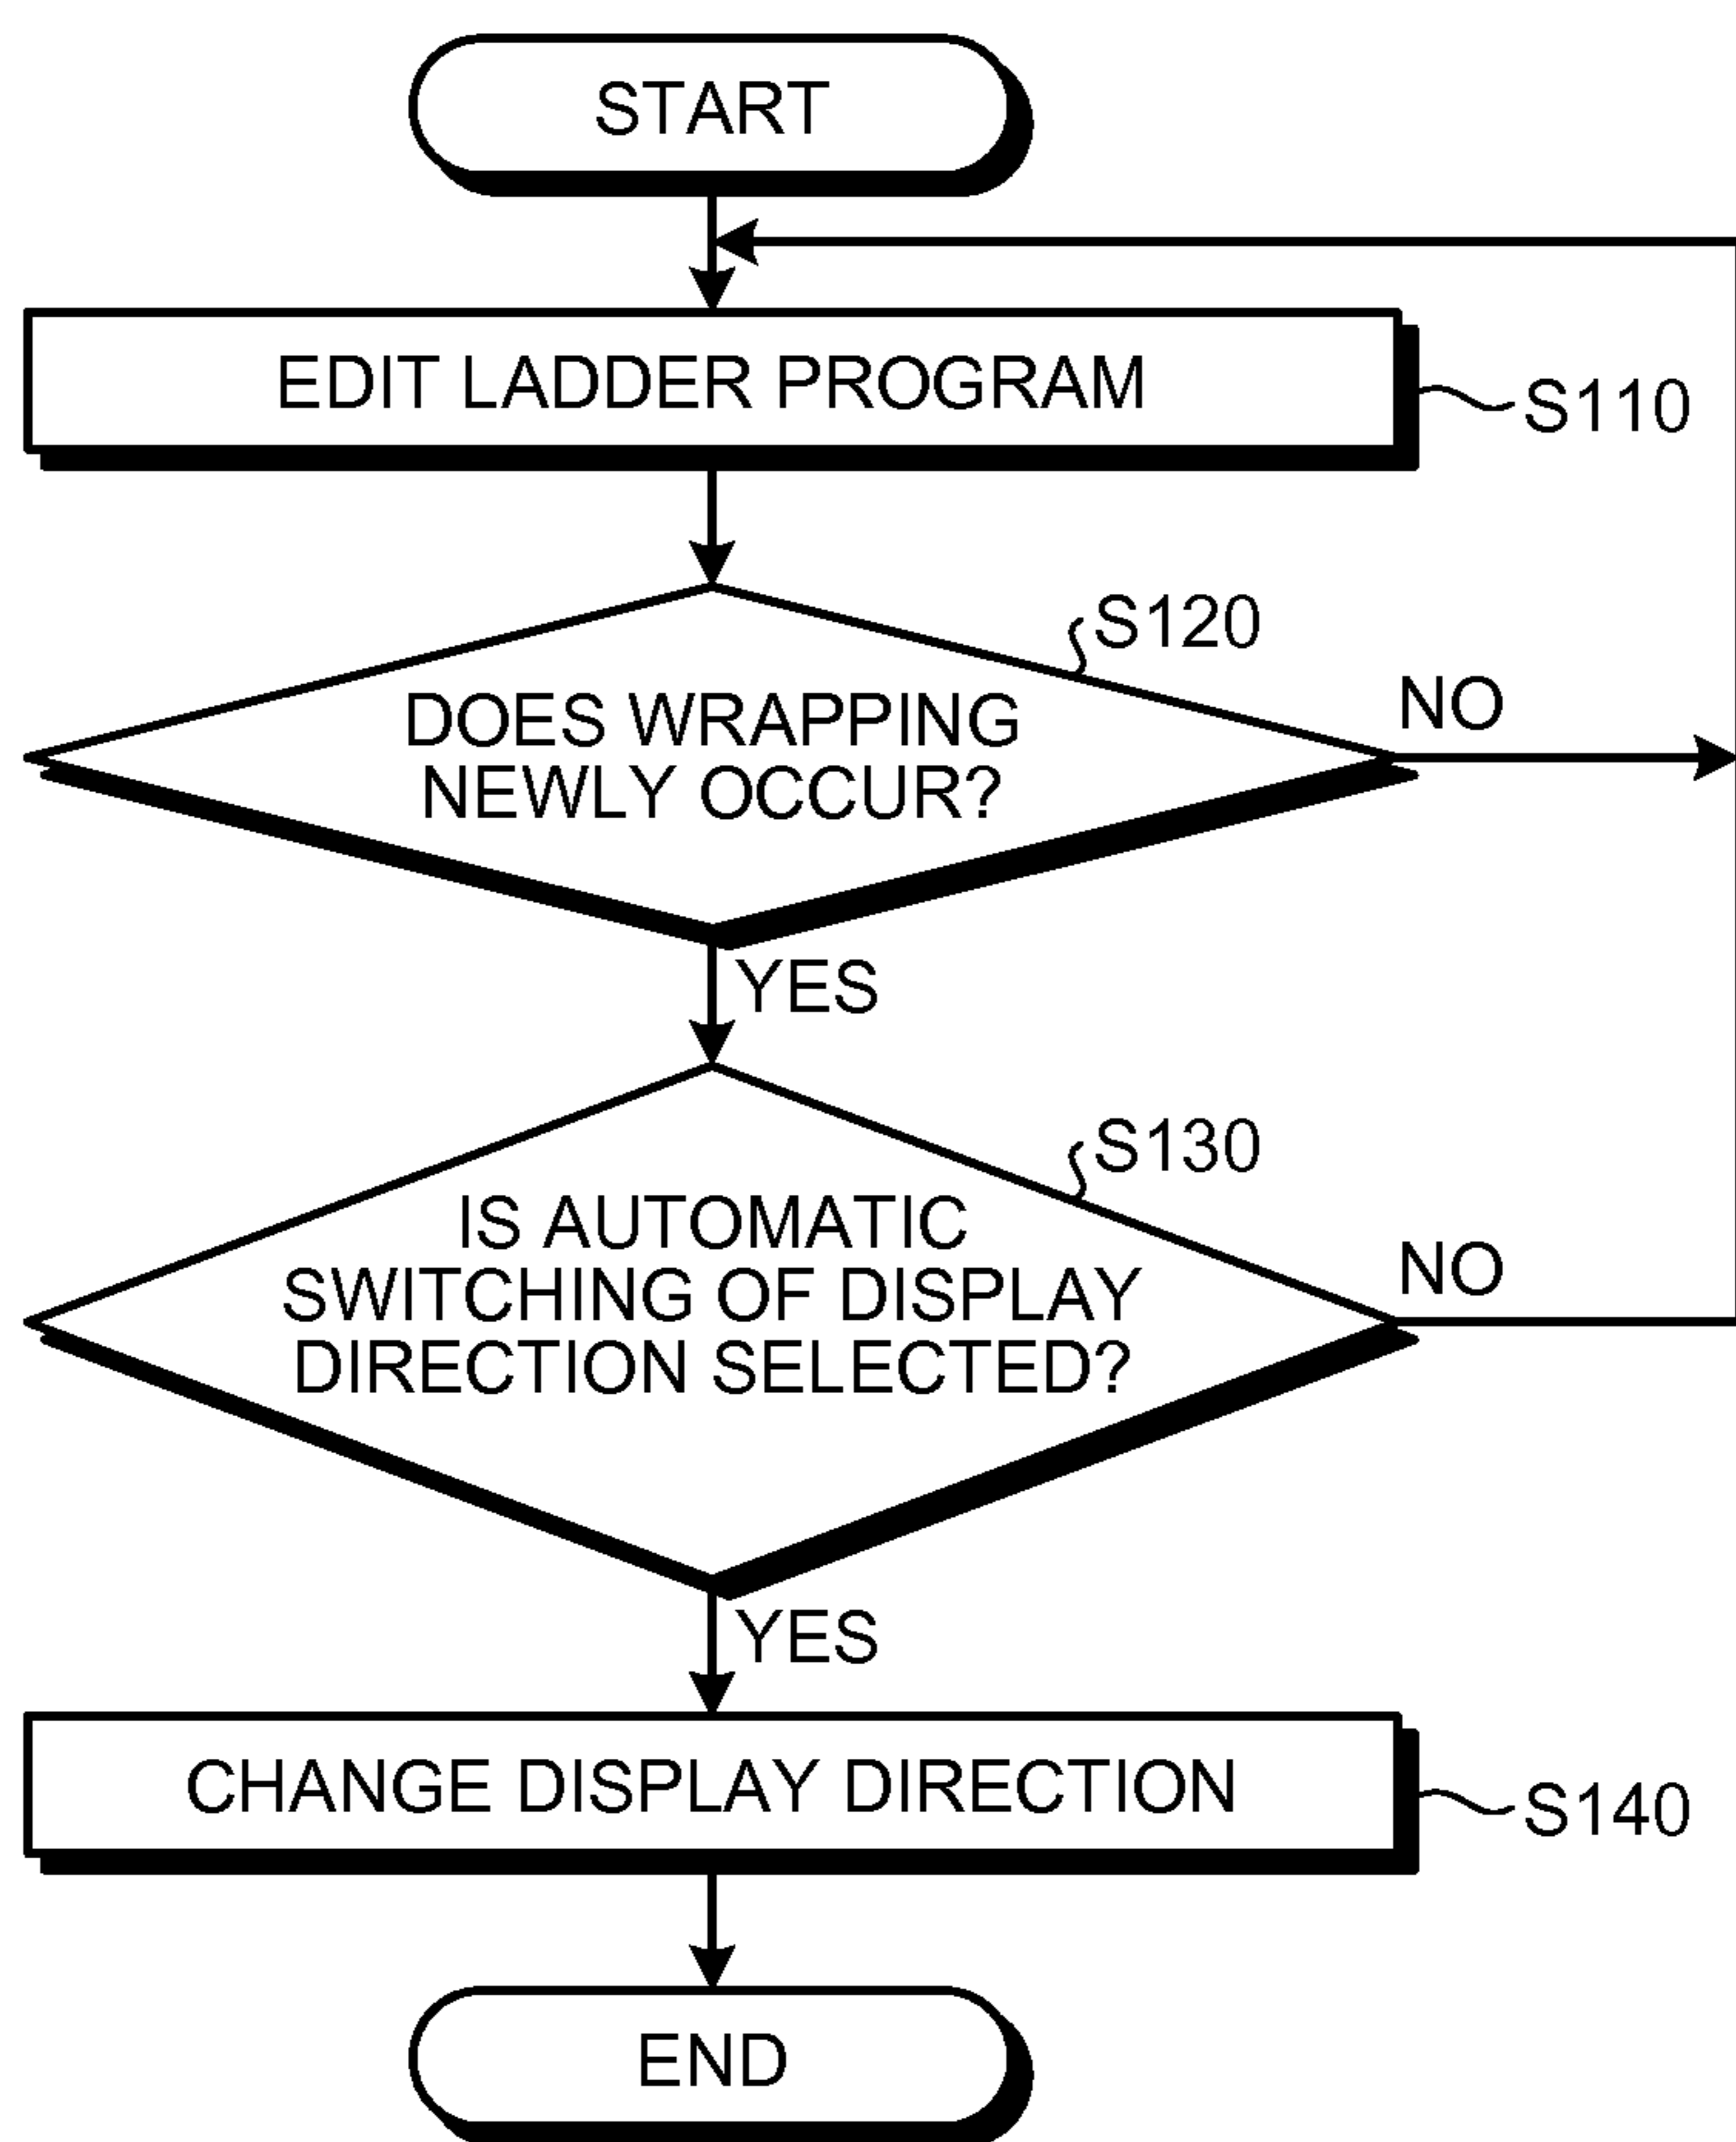 START
EDIT LADDER PROGRAM
S110
S120
DOES WRAPPING
NEWLY OCCUR?
NO
YES
S130
IS AUTOMATIC
SWITCHING OF DISPLAY
DIRECTION SELECTED?
NO
YES
CHANGE DISPLAY DIRECTION
S140
END